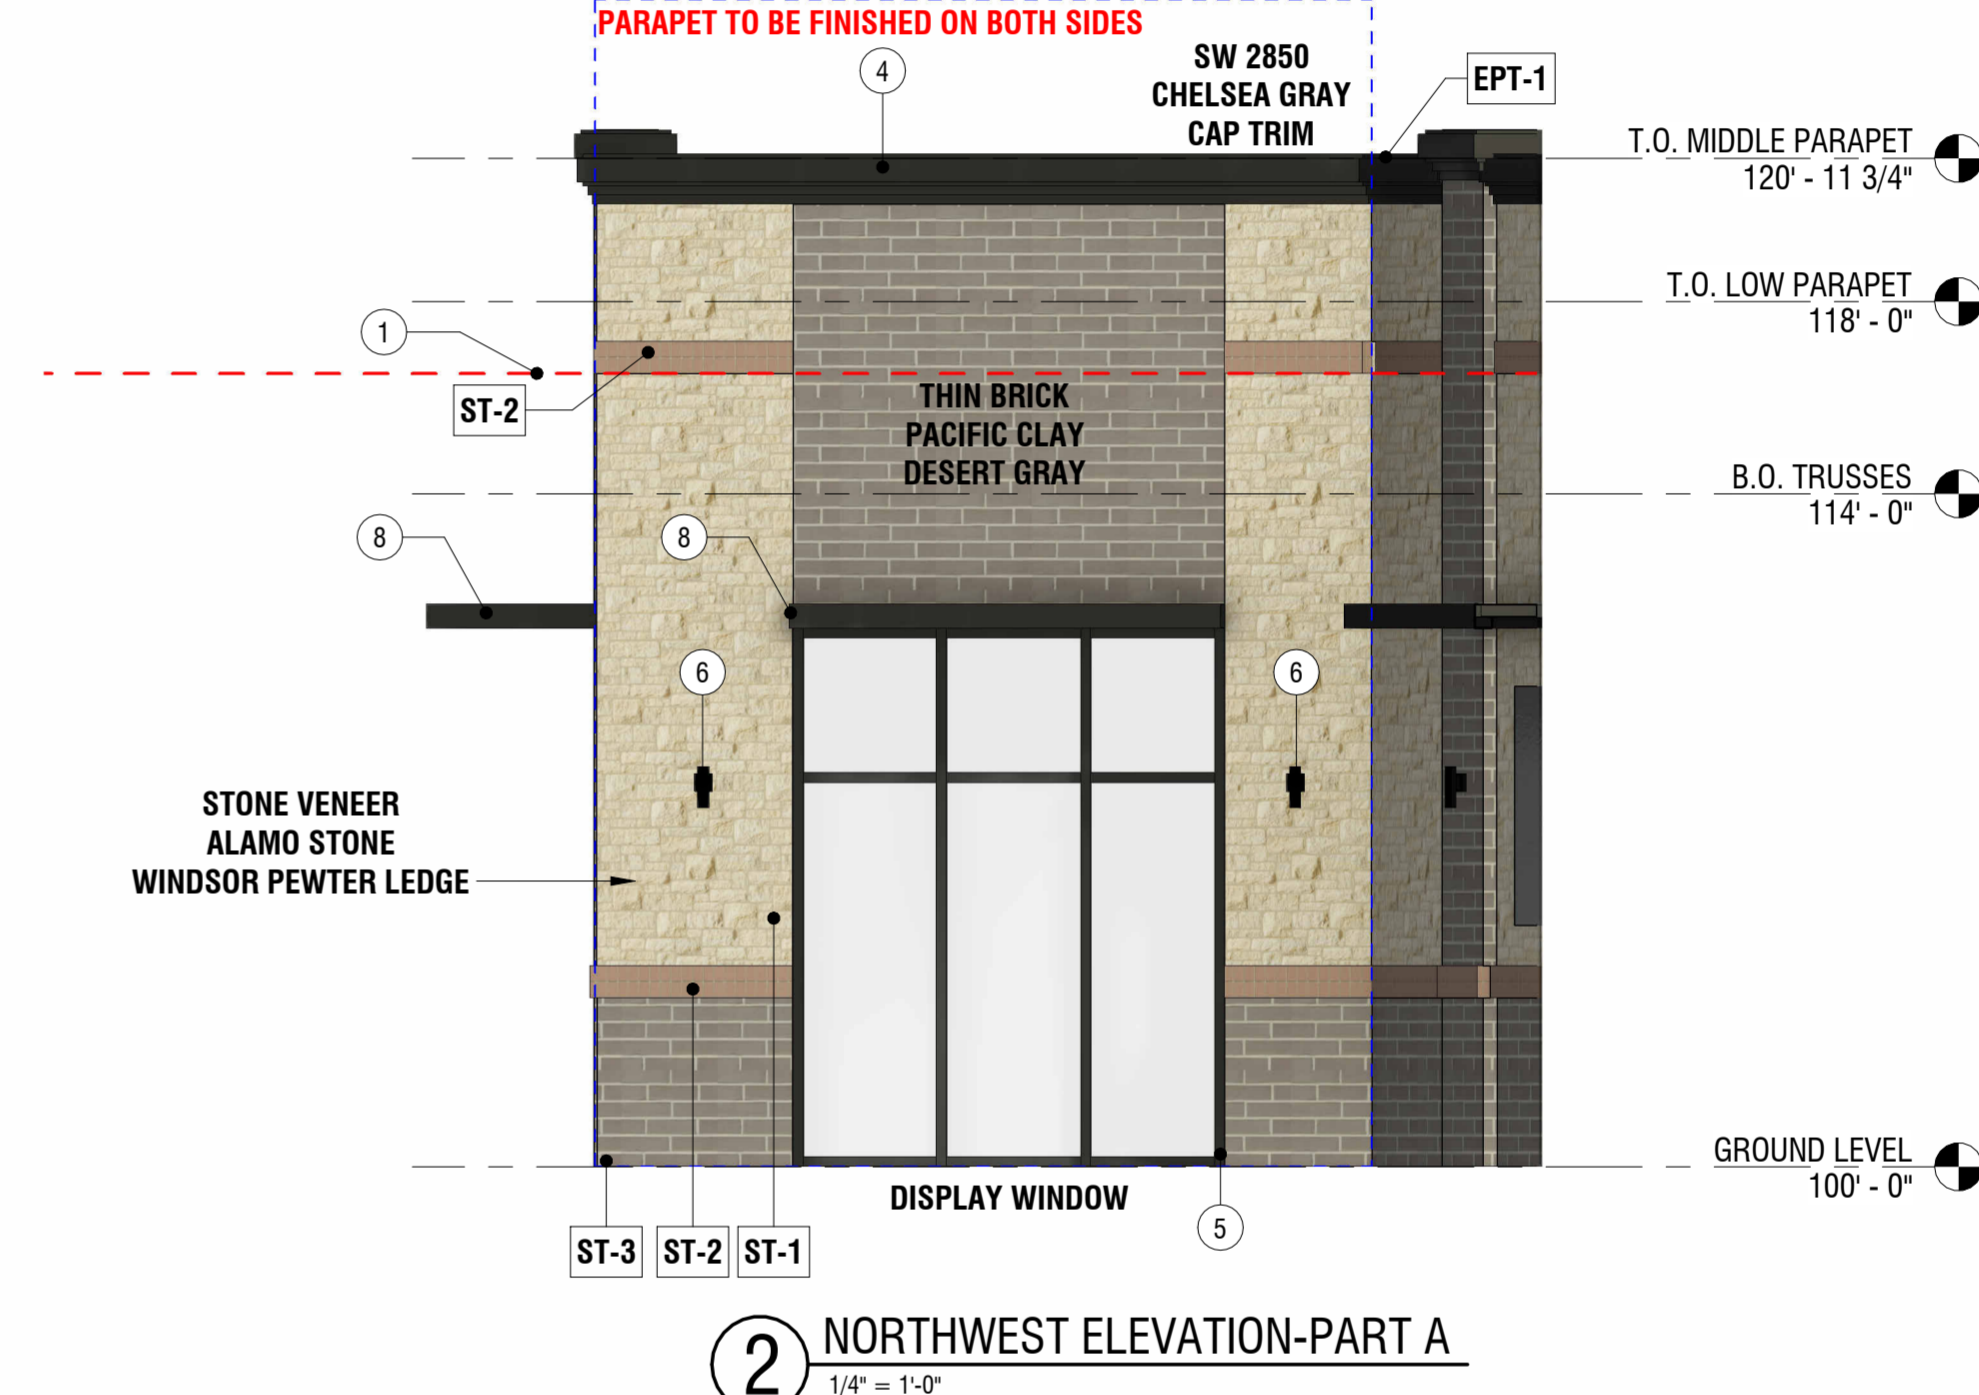 PARAPET TO BE FINISHED ON BOTH SIDES
4
SW 2850
CHELSEA GRAY
CAP TRIM
EPT-1
T.O. MIDDLE PARAPET
120' - 11 3/4"
T.O. LOW PARAPET
118' - 0"
1
ST-2
THIN BRICK
PACIFIC CLAY
DESERT GRAY
B.O. TRUSSES
114' - 0"
8
8
6
6
STONE VENEER
ALAMO STONE
WINDSOR PEWTER LEDGE
GROUND LEVEL
100' - 0"
DISPLAY WINDOW
5
ST-3
ST-2
ST-1
2
NORTHWEST ELEVATION-PART A
1/4" = 1'-0"